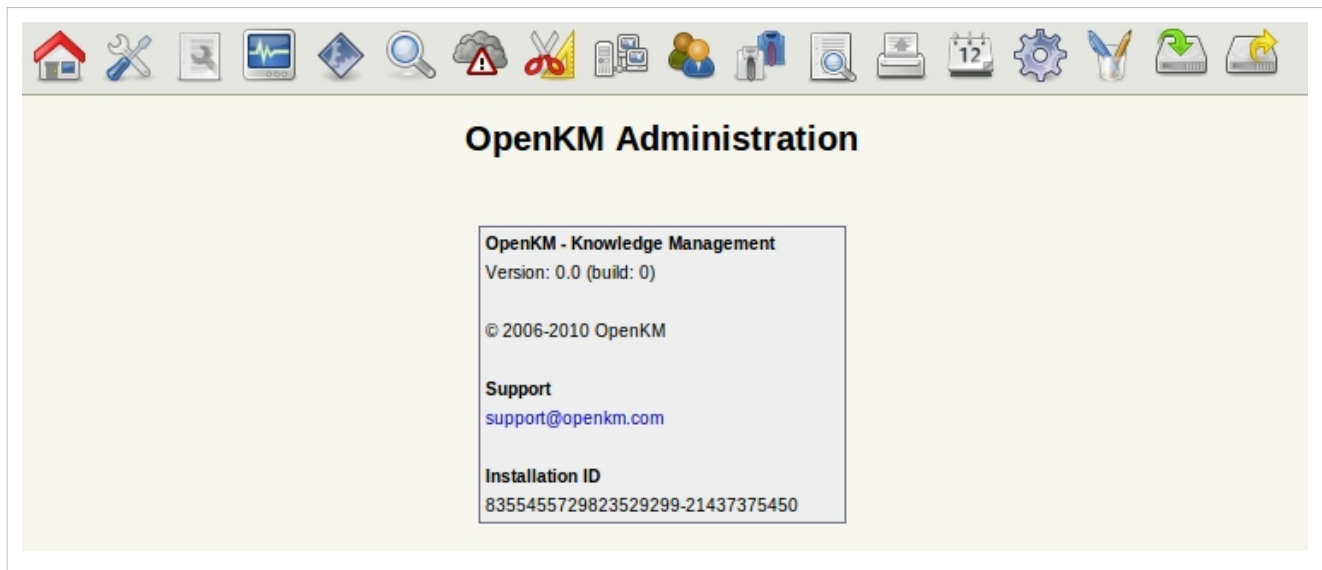 12
OpenKM Administration
OpenKM - Knowledge Management
Version: 0.0 (build: 0)
© 2006-2010 OpenKM
Support
support@openkm.com
Installation ID
8355455729823529299-21437375450